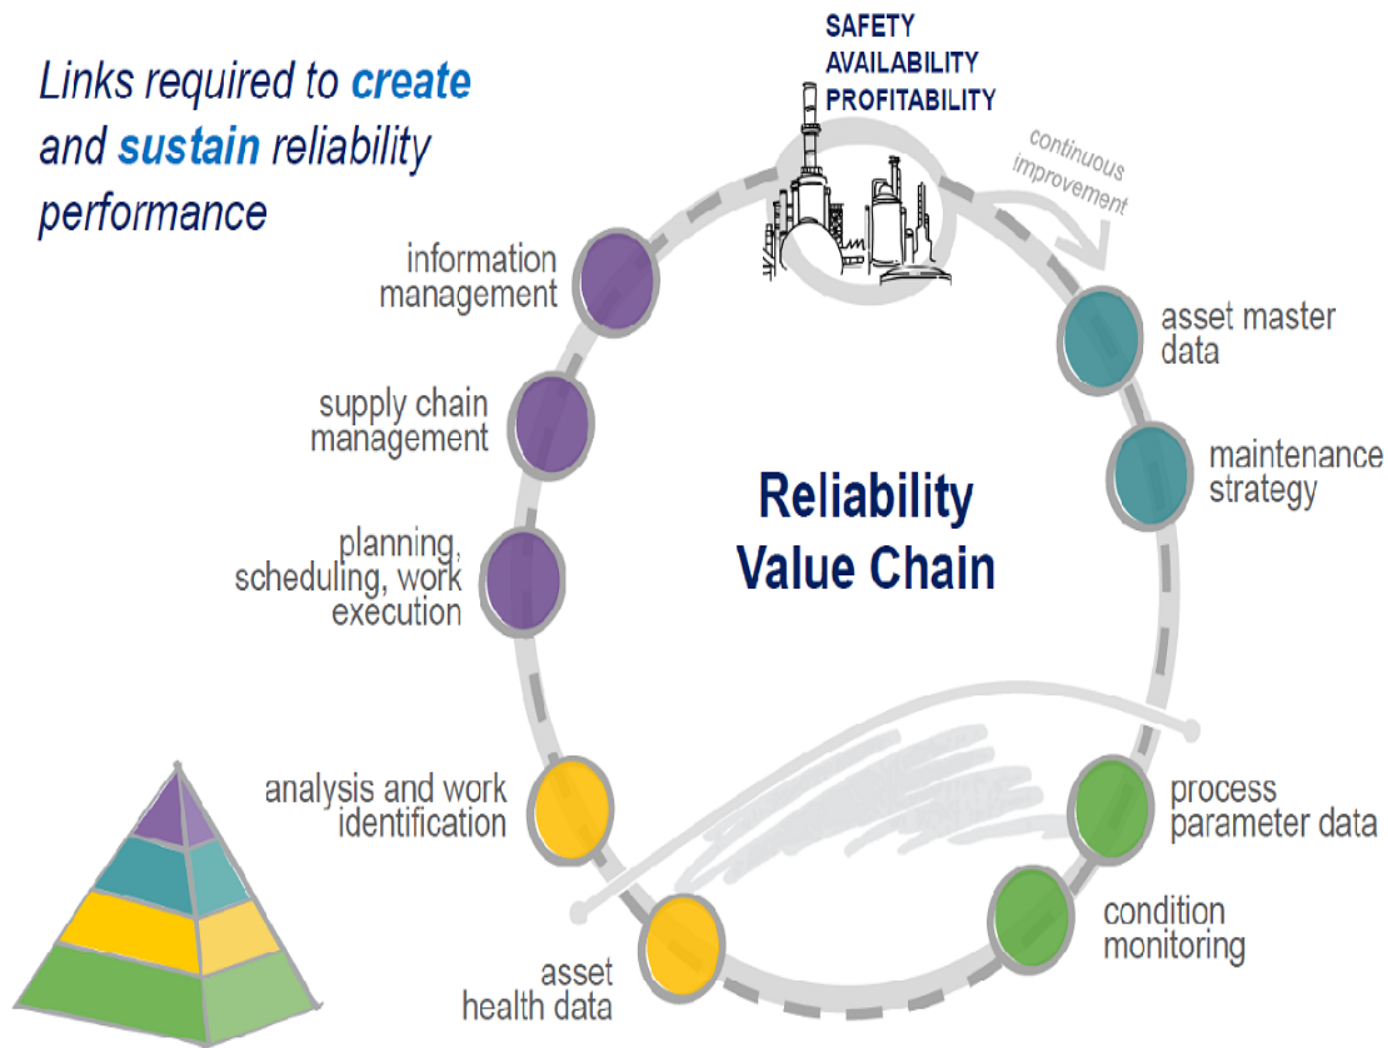 Links required to create
and sustain reliability
performance
SAFETY
AVAILABILITY
PROFITABILITY
continuous
improvement
asset master
data
maintenance
strategy
process
parameter data
condition
monitoring
asset
health data
analysis and work
identification
planning,
scheduling, work
execution
supply chain
management
information
management
Reliability
Value Chain